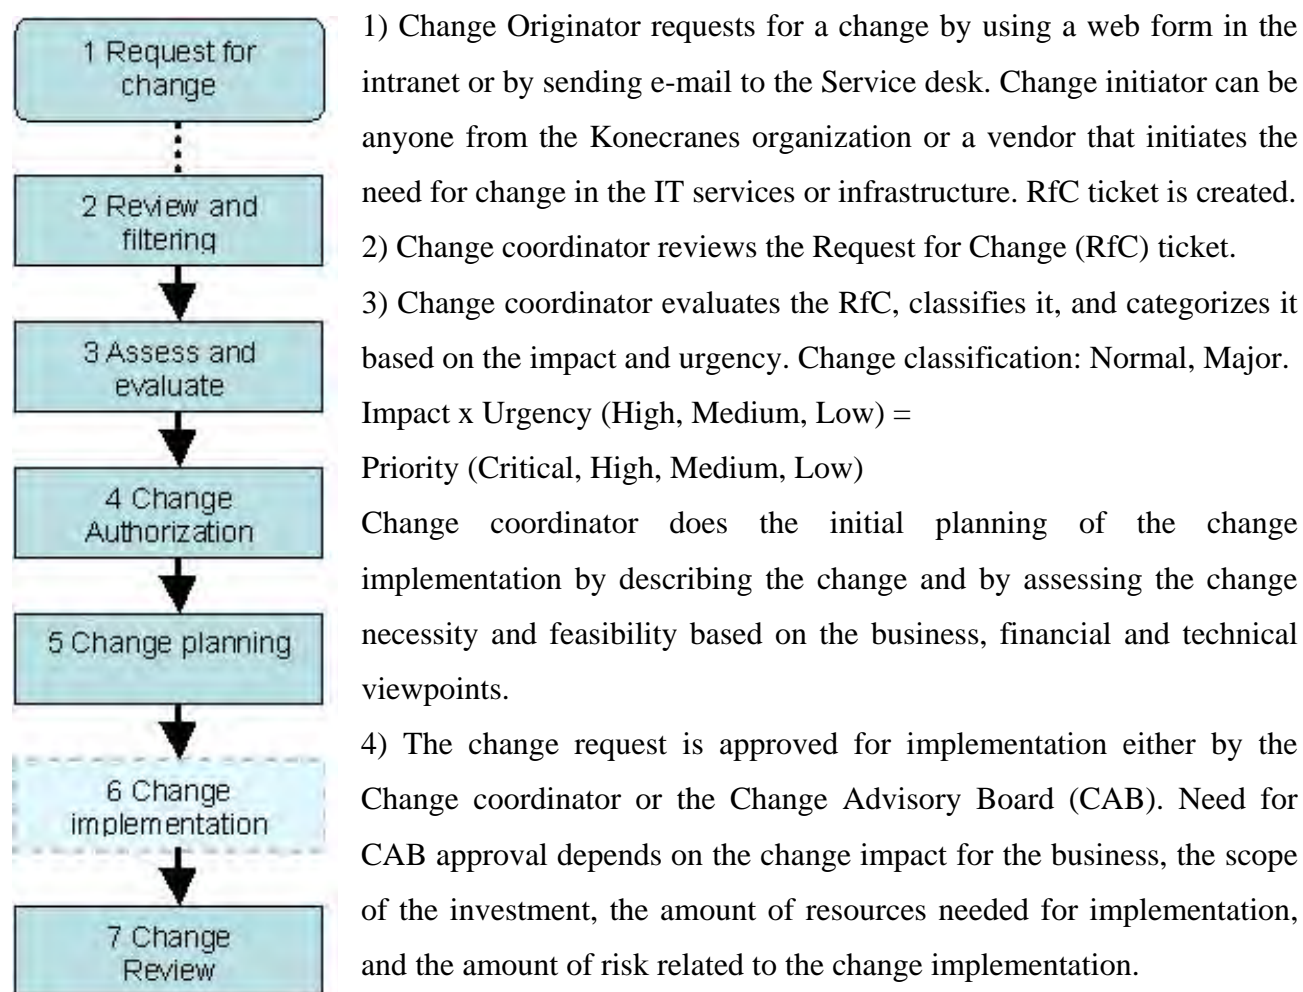 1 Request for
change
2 Review and
filtering
3 Assess and
evaluate
4 Change
Authorization
5 Change planning
6 Change
implementation
7 Change
Review
1) Change Originator requests for a change by using a web form in the
intranet or by sending e-mail to the Service desk. Change initiator can be
anyone from the Konecranes organization or a vendor that initiates the
need for change in the IT services or infrastructure. RfC ticket is created.
2) Change coordinator reviews the Request for Change (RfC) ticket.
3) Change coordinator evaluates the RfC, classifies it, and categorizes it
based on the impact and urgency. Change classification: Normal, Major.
Impact x Urgency (High, Medium, Low) =
Priority (Critical, High, Medium, Low)
Change coordinator does the initial planning of the change
implementation by describing the change and by assessing the change
necessity and feasibility based on the business, financial and technical
viewpoints.
4) The change request is approved for implementation either by the
Change coordinator or the Change Advisory Board (CAB). Need for
CAB approval depends on the change impact for the business, the scope
of the investment, the amount of resources needed for implementation,
and the amount of risk related to the change implementation.